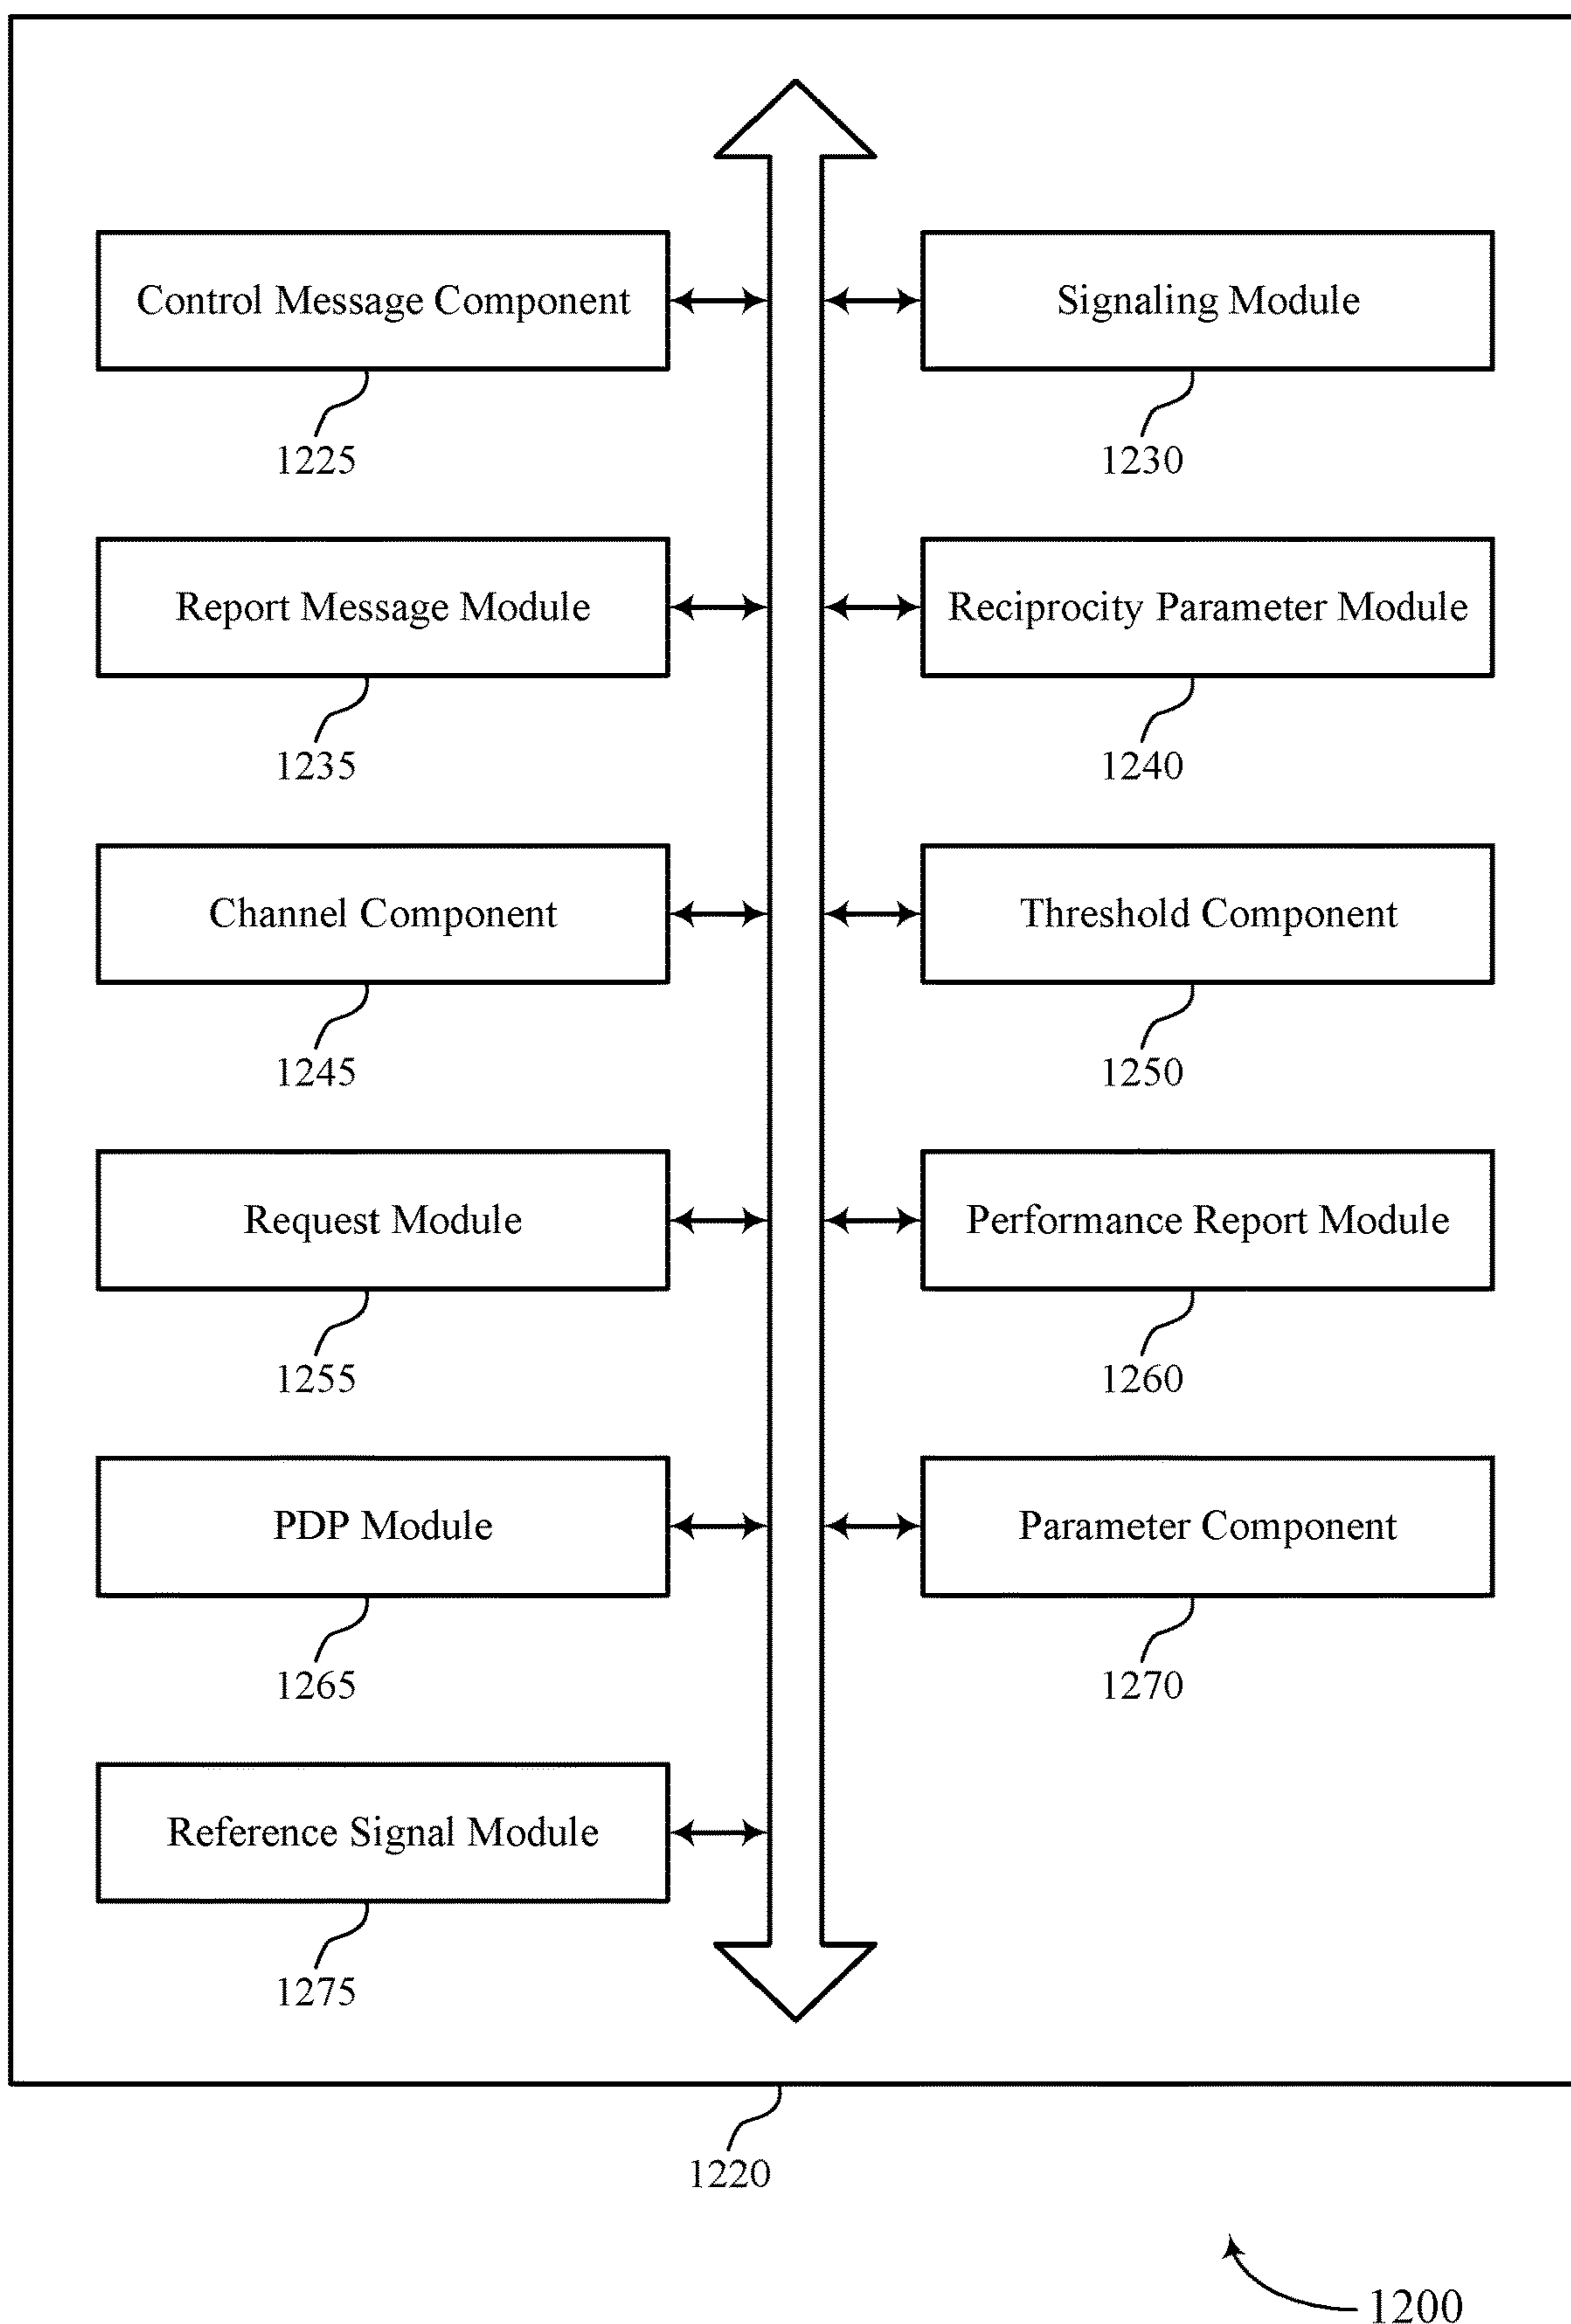 Control Message Component
Signaling Module
1225
1230
Report Message Module
Reciprocity Parameter Module
1235
1240
Channel Component
Threshold Component
1245
1250
Request Module
Performance Report Module
1255
1260
PDP Module
Parameter Component
1265
1270
Reference Signal Module
1275
1220
1200